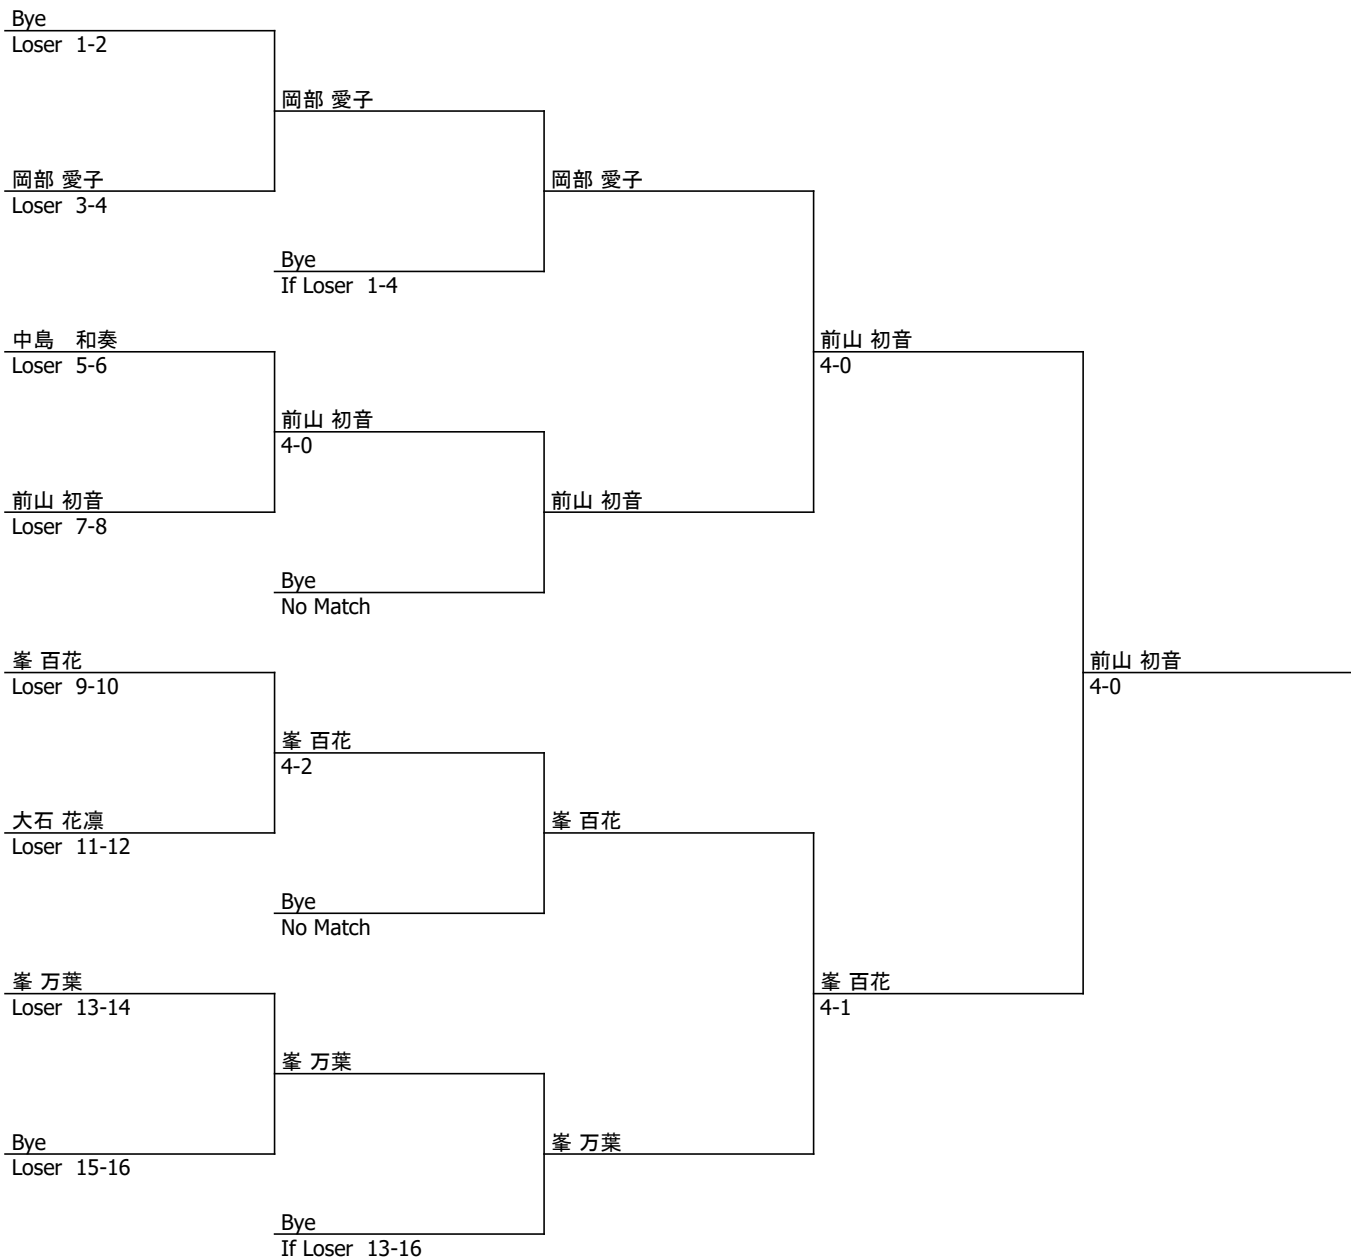 Bye
Loser 1-2
岡部 愛子
岡部 愛子
Loser 3-4
岡部 愛子
Bye
If Loser 1-4
中島　和奏
Loser 5-6
前山 初音
4-0
前山 初音
4-0
前山 初音
Loser 7-8
前山 初音
Bye
No Match
峯 百花
Loser 9-10
前山 初音
4-0
峯 百花
4-2
大石 花凛
Loser 11-12
峯 百花
Bye
No Match
峯 万葉
Loser 13-14
峯 百花
4-1
峯 万葉
Bye
Loser 15-16
峯 万葉
Bye
If Loser 13-16